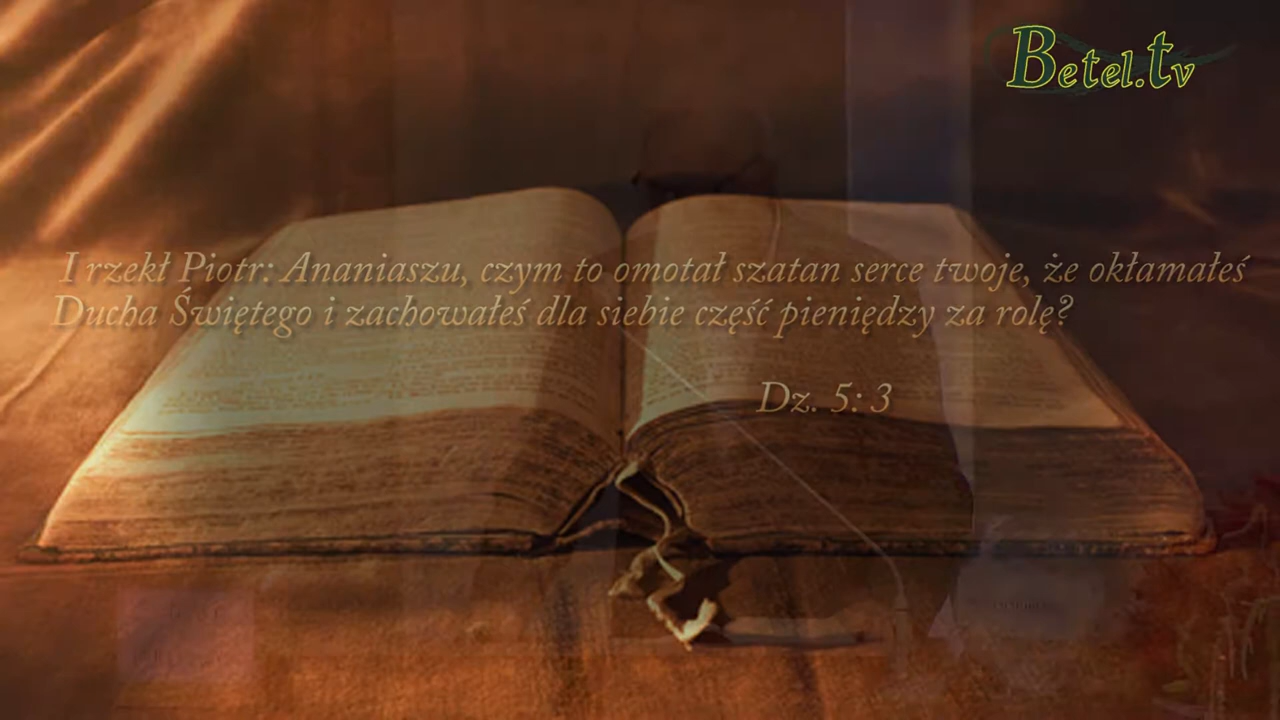 Betel.tv
I rzekł Piotr: Ananiaszu, czym to omotał szatan serce twoje, że okłamałeś
Ducha Świętego i zachowałeś dla siebie część pieniędzy za rolę?
Dz. 5: 3